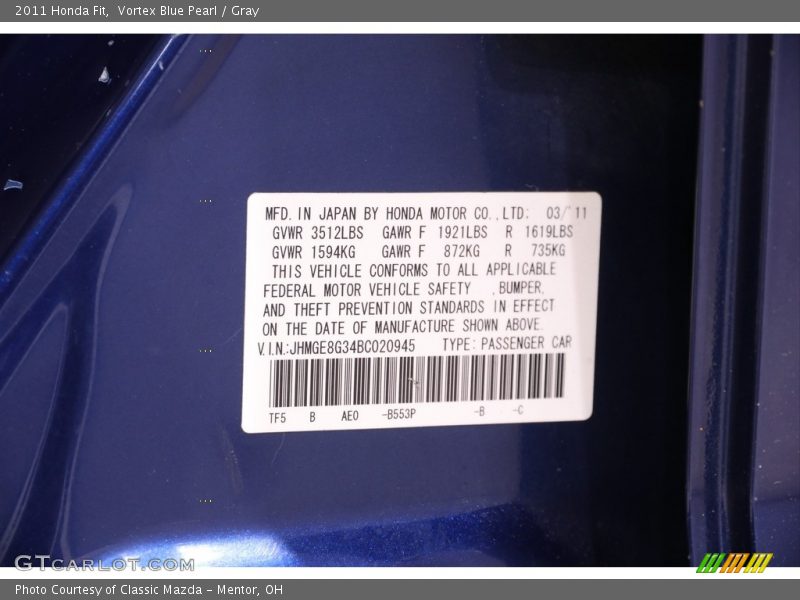 2011 Honda Fit, Vortex Blue Pearl / Gray
MFD. IN JAPAN BY HONDA MOTOR CO., LTD: 03/'11
GVWR 3512LBS GAWR F 1921LBS R 1619LBS
GVWR 1594KG GAWR F 872KG R 735KG
THIS VEHICLE CONFORMS TO ALL APPLICABLE
FEDERAL MOTOR VEHICLE SAFETY , BUMPER,
AND THEFT PREVENTION STANDARDS IN EFFECT
ON THE DATE OF MANUFACTURE SHOWN ABOVE.
V.I.N.:JHMGE8G34BC020945 TYPE: PASSENGER CAR
TF5 B AE0 -B553P -B -C
GTCARLOT.COM
Photo Courtesy of Classic Mazda - Mentor, OH